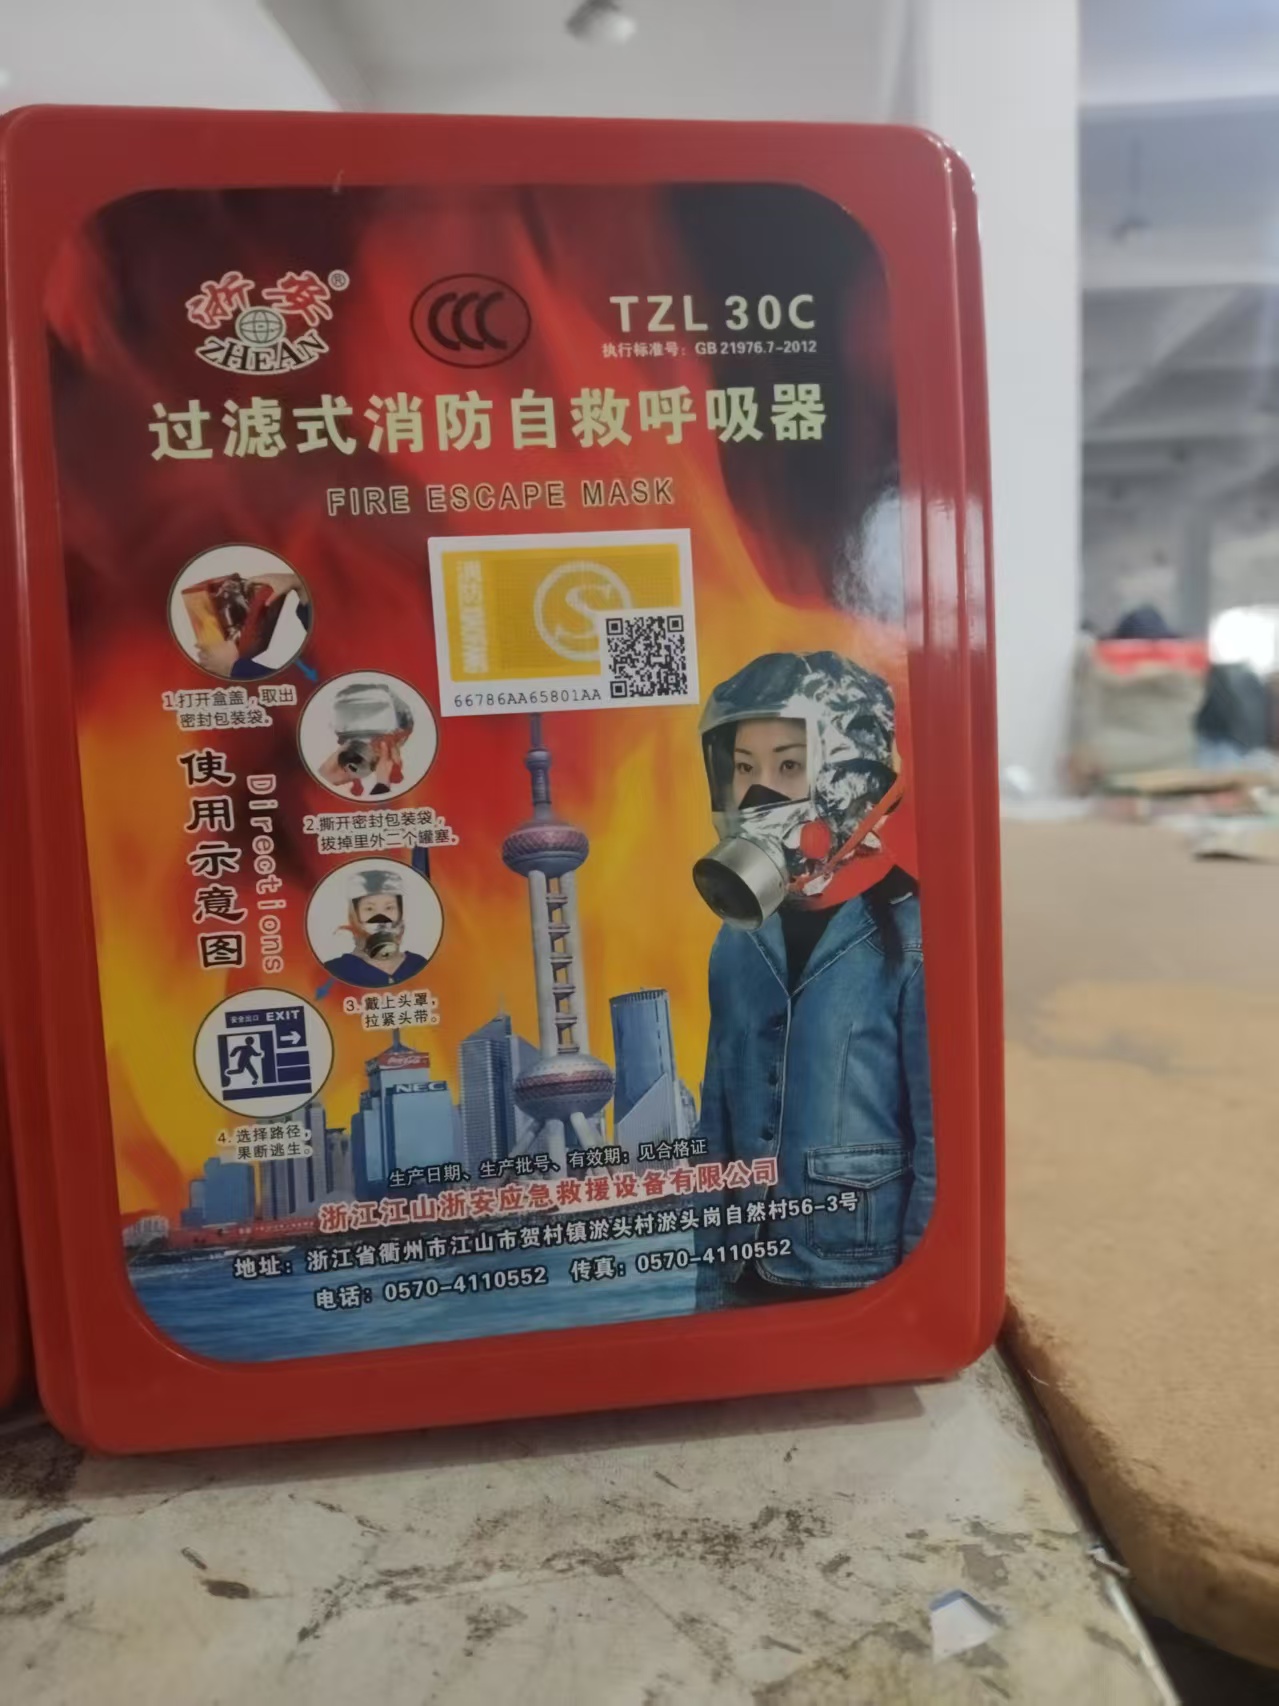 浙安®
ZHEAN
CCC
TZL 30C
执行标准号：GB 21976.7-2012
过滤式消防自救呼吸器
FIRE ESCAPE MASK
S
66786AA65801AA
1.打开盒盖，取出
密封包装袋。
2.撕开密封包装袋，
拔掉里外二个罐塞。
使用示意图
Directions
3.戴上头罩，
拉紧头带。
安全出口 EXIT
4.选择路径，
果断逃生。
Coca-Cola
NEC
生产日期、生产批号、有效期：见合格证
浙江江山浙安应急救援设备有限公司
地址：浙江省衢州市江山市贺村镇淤头村淤头岗自然村56-3号
电话：0570-4110552 传真：0570-4110552